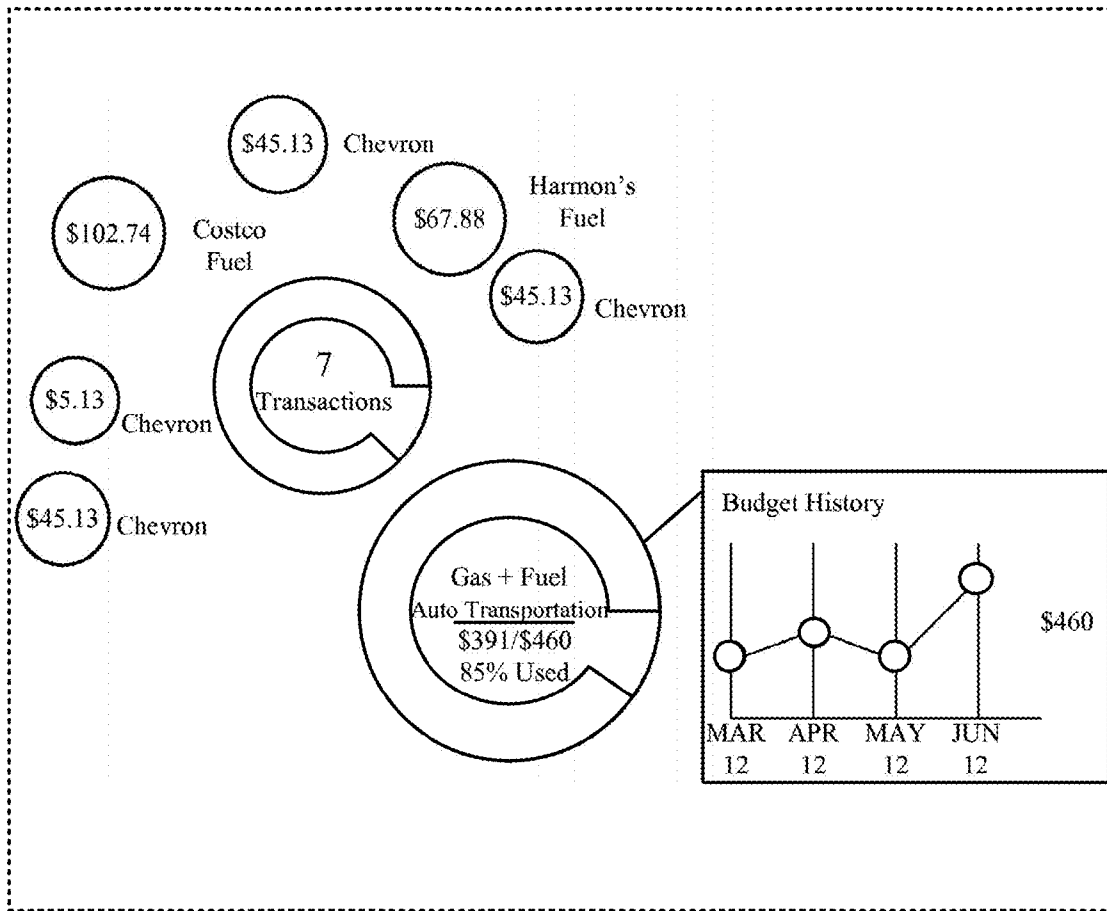 $45.13
Chevron
$102.74
Costco
Fuel
$67.88
Harmon's
Fuel
$45.13
Chevron
7
Transactions
$5.13
Chevron
$45.13
Chevron
Gas + Fuel
Auto Transportation
$391/$460
85% Used
Budget History
$460
MAR APR MAY JUN
12 12 12 12